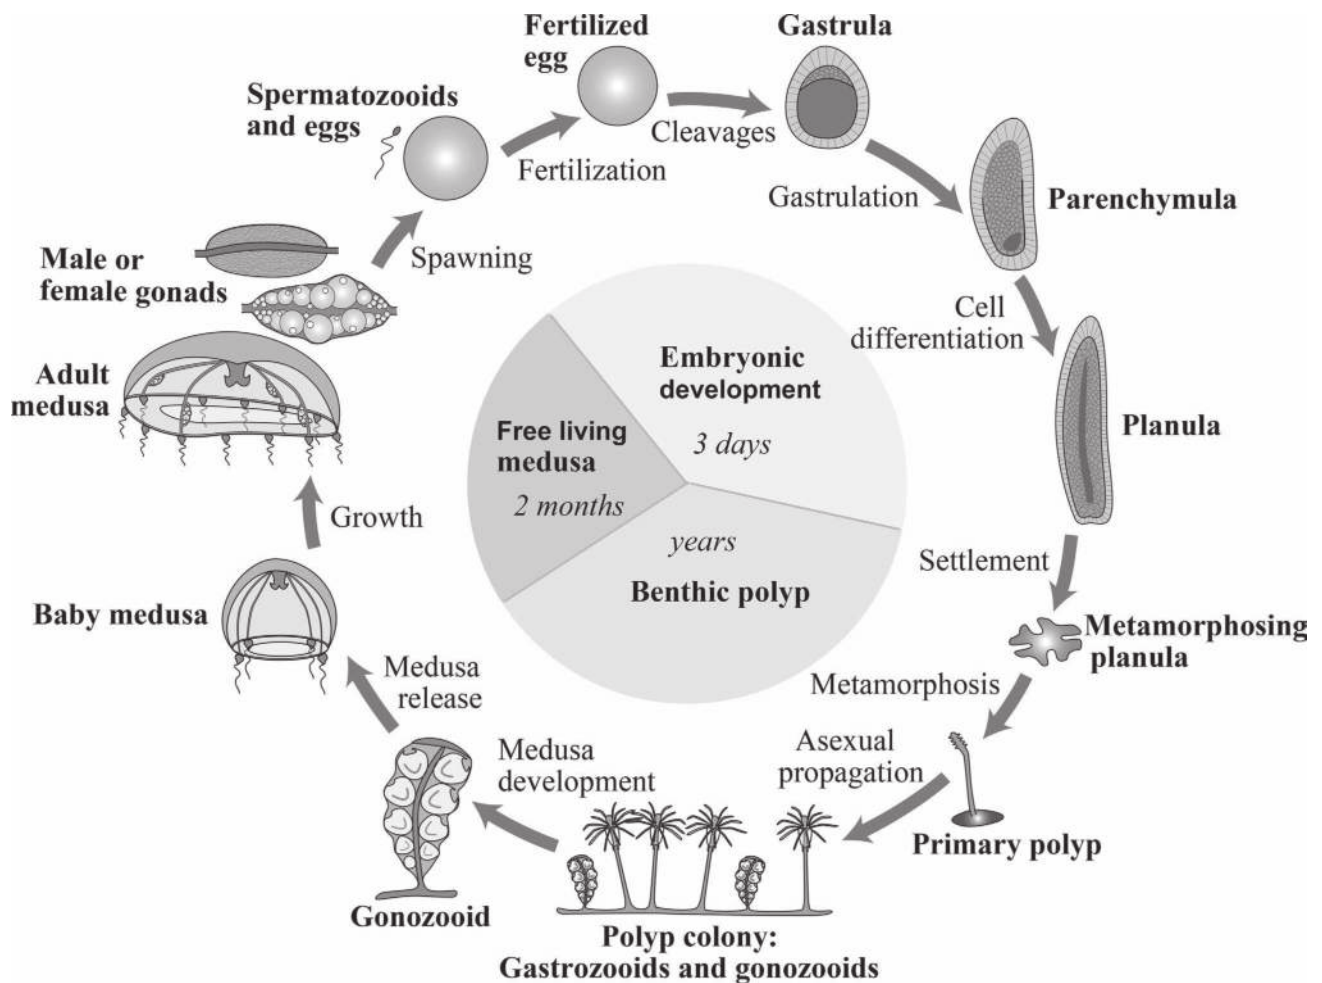 Fertilized
egg
Gastrula
Spermatozooids
and eggs
Cleavages
Fertilization
Gastrulation
Parenchymula
Male or
female gonads
Spawning
Cell
differentiation
Embryonic
development
3 days
Adult
medusa
Free living
medusa
2 months
Planula
Growth
years
Benthic polyp
Settlement
Baby medusa
Metamorphosing
planula
Medusa
release
Metamorphosis
Medusa
development
Asexual
propagation
Primary polyp
Gonozooid
Polyp colony:
Gastrozooids and gonozooids